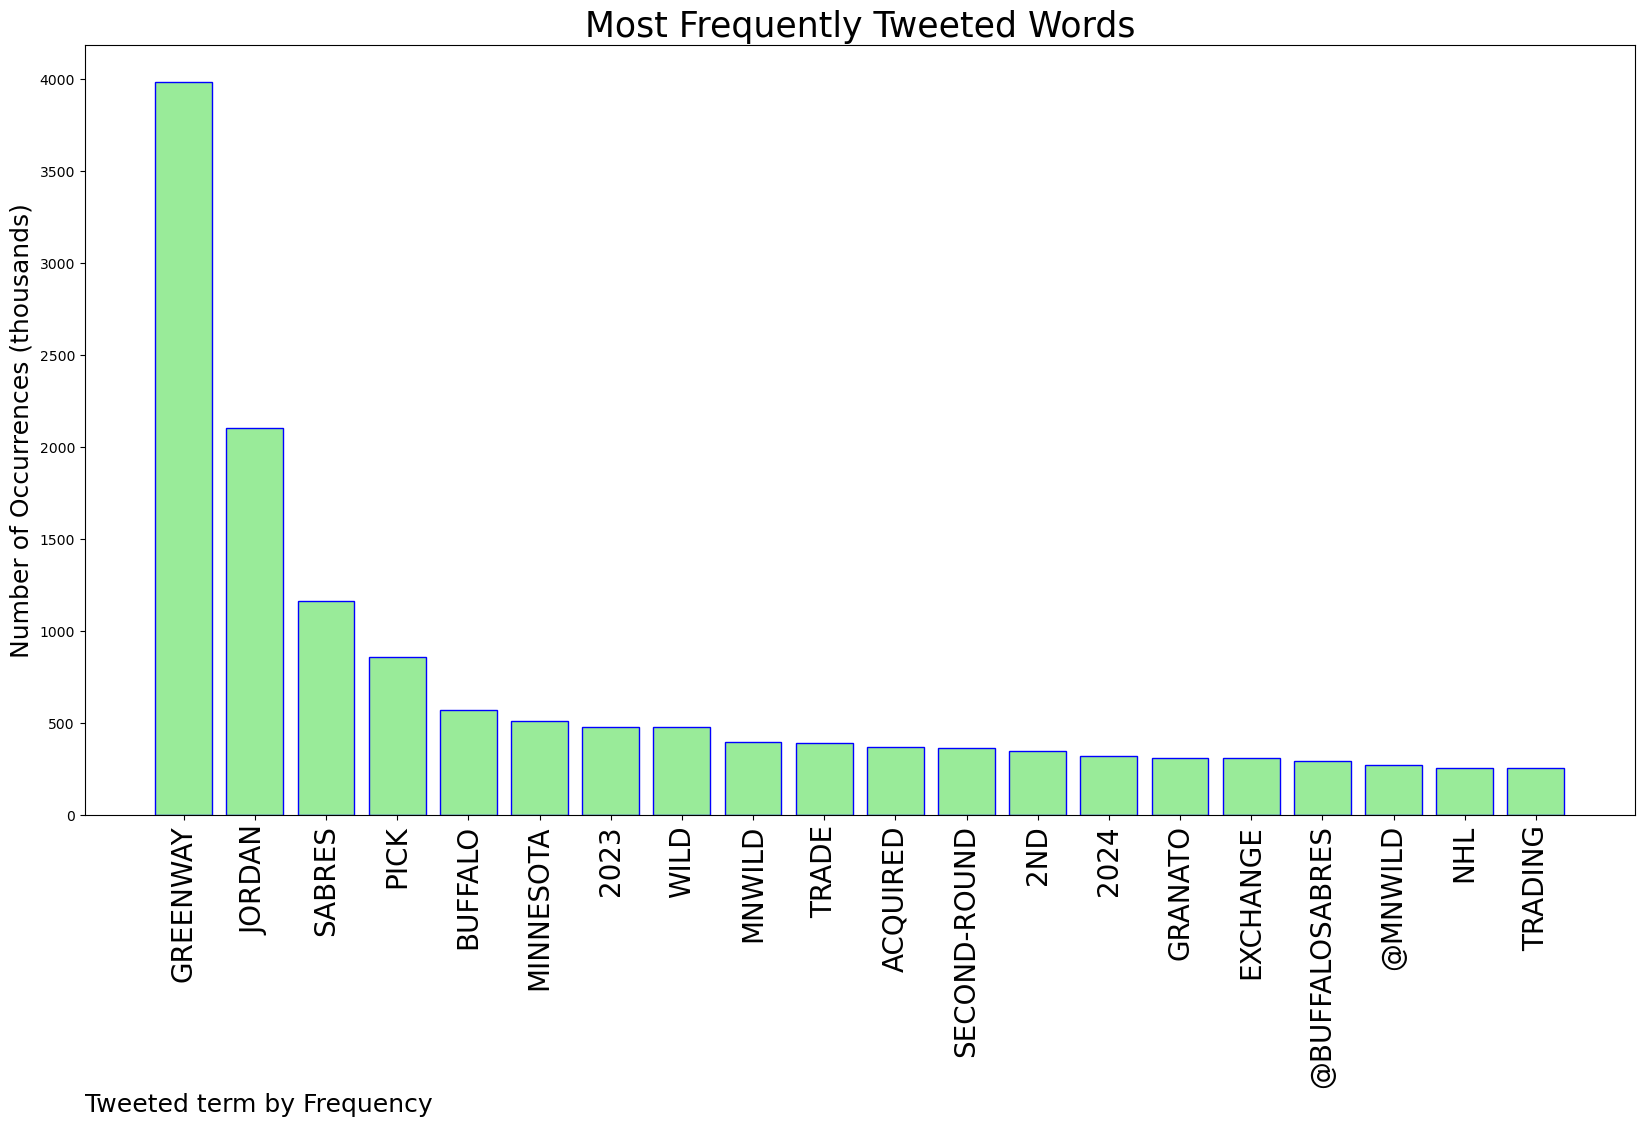 Most Frequently Tweeted Words
Number of Occurrences (thousands)
4000
3500
3000
2500
2000
1500
1000
500
0
GREENWAY
JORDAN
SABRES
PICK
BUFFALO
MINNESOTA
2023
WILD
MNWILD
TRADE
ACQUIRED
SECOND-ROUND
2ND
2024
GRANATO
EXCHANGE
@BUFFALOSABRES
@MNWILD
NHL
TRADING
Tweeted term by Frequency